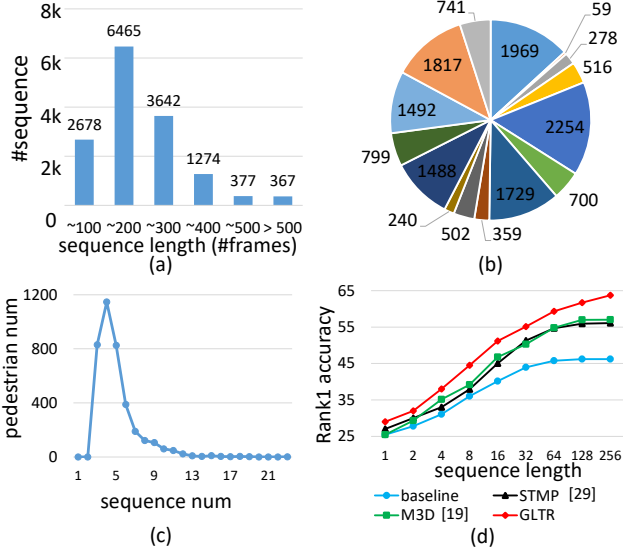 8k
6k
4k
2k
0
#sequence
2678
6465
3642
1274
377
367
~100 ~200 ~300 ~400 ~500 > 500
sequence length (#frames)
(a)
741
1969
59
278
516
2254
700
1729
359
502
240
1488
799
1492
1817
(b)
1200
800
400
0
pedestrian num
1 5 9 13 17 21
sequence num
(c)
65
55
45
35
25
Rank1 accuracy
1 2 4 8 16 32 64 128 256
sequence length
baseline
STMP [29]
M3D [19]
GLTR
(d)